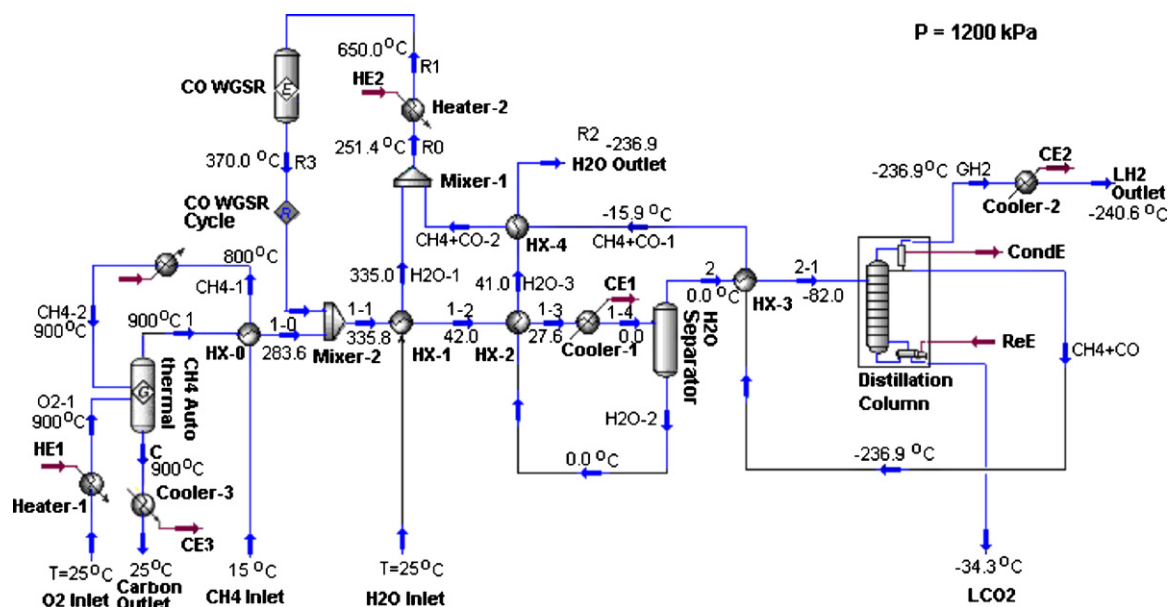 P = 1200 kPa
650.0 °C
R1
CO WGSR
E
HE2
Heater-2
370.0 °C
R3
251.4 °C
R0
R2
-236.9
H2O Outlet
-236.9 °C
GH2
CE2
LH2
Outlet
Cooler-2
-240.6 °C
Mixer-1
CO WGSR
Cycle
R
-15.9 °C
CH4+CO-2
HX-4
CH4+CO-1
CondE
800 °C
CH4-1
335.0
H2O-1
41.0
H2O-3
CE1
2
0.0 °C
2-1
-82.0
HX-3
CH4-2
900 °C
900 °C
1
1-0
283.6
HX-0
Mixer-2
1-1
335.8
HX-1
1-2
42.0
HX-2
1-3
27.6
1-4
0.0
Cooler-1
H2O
Separator
ReE
CH4+CO
Distillation
Column
CH4 Auto
thermal
G
O2-1
900 °C
H2O-2
C
900 °C
HE1
Cooler-3
0.0 °C
-236.9 °C
Heater-1
CE3
T=25 °C
O2 Inlet
25 °C
Carbon
Outlet
15 °C
CH4 Inlet
T=25 °C
H2O Inlet
-34.3 °C
LCO2